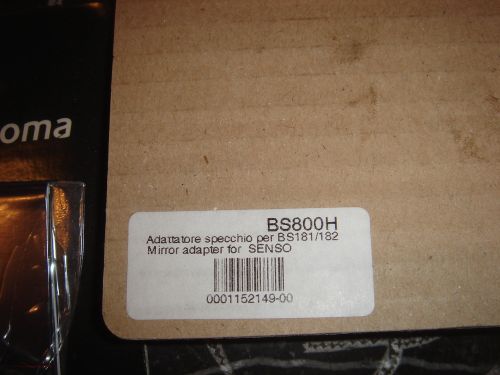 oma
BS800H
Adattatore specchio per BS181/182
Mirror adapter for SENSO
0001152149-00